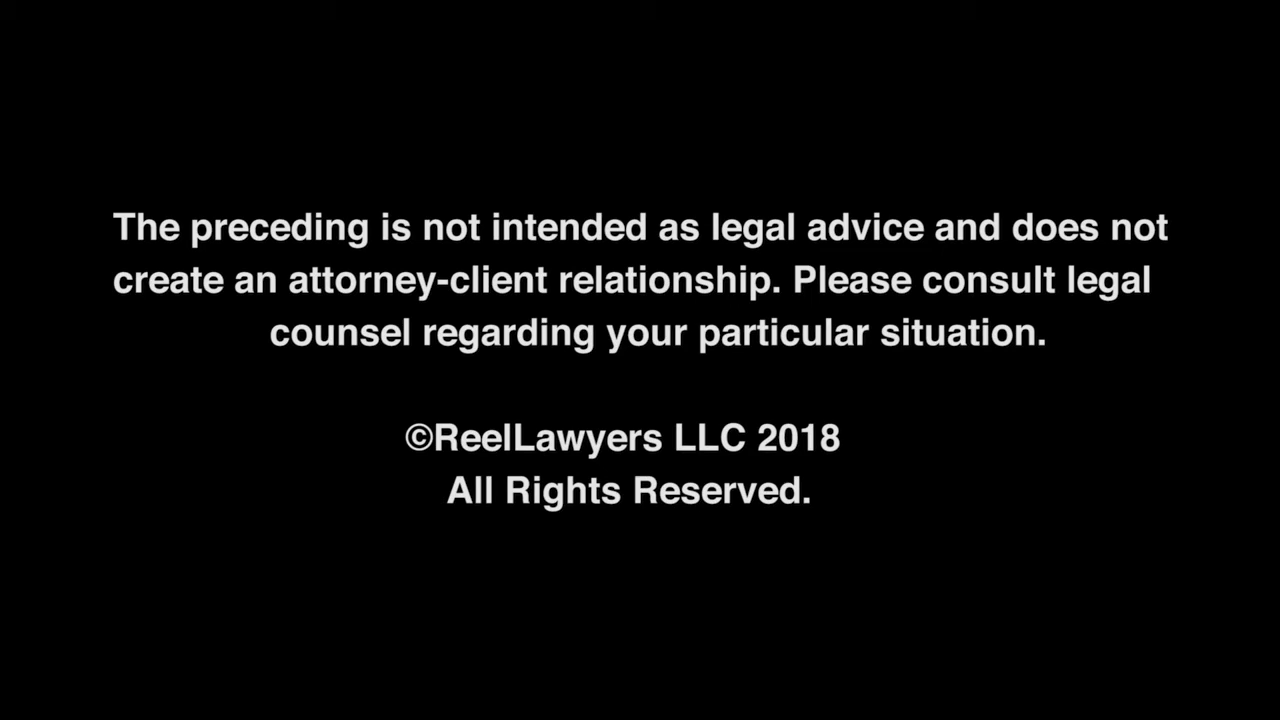 The preceding is not intended as legal advice and does not
create an attorney-client relationship. Please consult legal
counsel regarding your particular situation.
©ReelLawyers LLC 2018
All Rights Reserved.